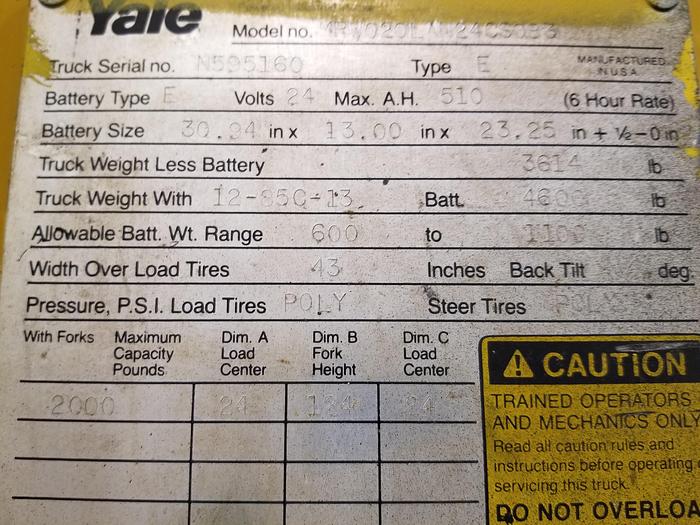 Yale
Model no.
Truck Serial no. N595160 Type E MANUFACTURED IN U.S.A.
Battery Type E Volts 24 Max. A.H. 510 (6 Hour Rate)
Battery Size 30.94 in x 13.00 in x 23.25 in + ½-0 in
Truck Weight Less Battery 3614 lb
Truck Weight With 12-85C-13 Batt. lb
Allowable Batt. Wt. Range 600 to 1100 lb
Width Over Load Tires 43 Inches Back Tilt deg.
Pressure, P.S.I. Load Tires POLY Steer Tires POLY
With Forks Maximum Capacity Pounds Dim. A Load Center Dim. B Fork Height Dim. C Load Center
2000 24 24
CAUTION
TRAINED OPERATORS
AND MECHANICS ONLY
Read all caution rules and
instructions before operating
servicing this truck.
DO NOT